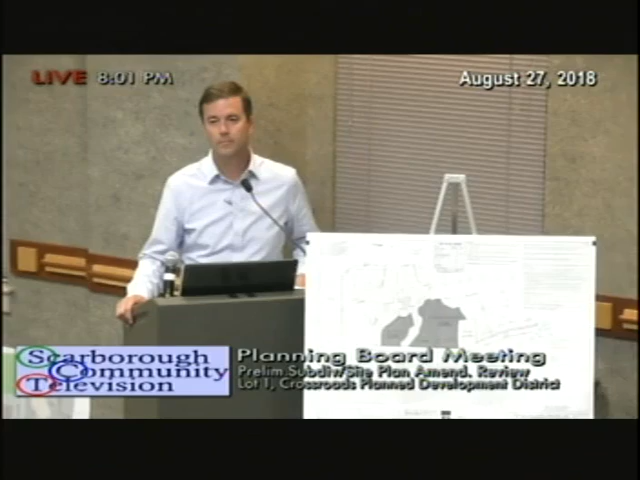 LIVE 8:01 PM
August 27, 2018
Scarborough
Community
Television
Planning Board Meeting
Prelim.Subdiv/Site Plan Amend. Review
Lot 1, Crossroads Planned Development District